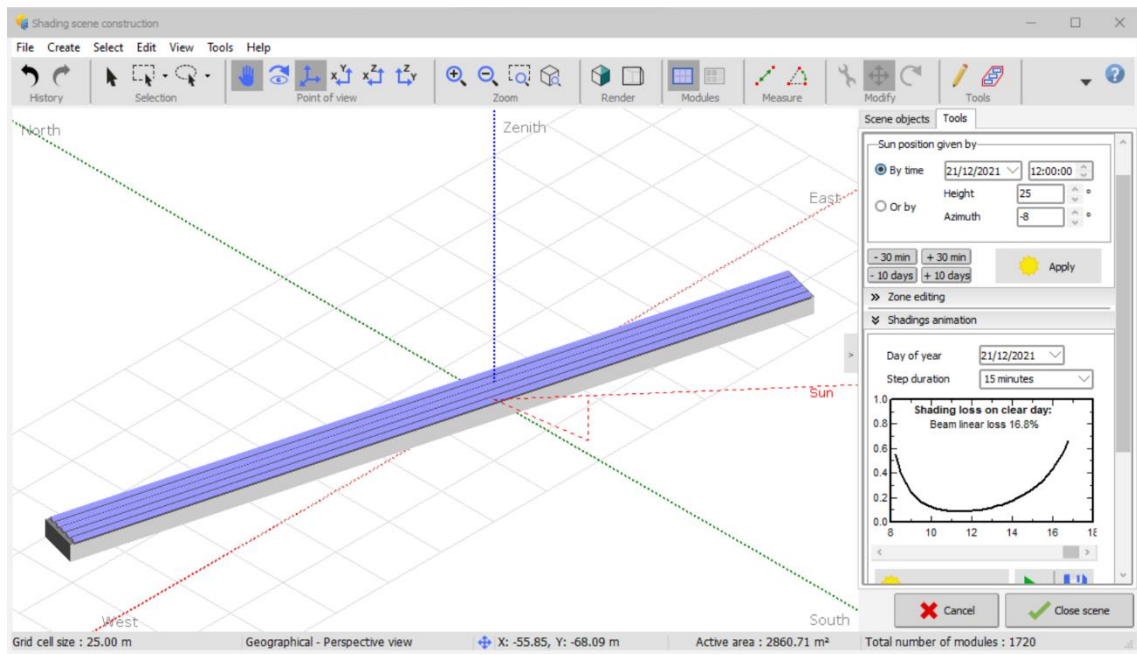 Shading scene construction
File Create Select Edit View Tools Help
History Selection Point of view Zoom Render Modules Measure Modify Tools
Scene objects Tools
North
Zenith
East
Sun
West
South
Sun position given by
By time 21/12/2021 12:00:00
Height 25 °
Or by
Azimuth -8 °
- 30 min + 30 min
- 10 days + 10 days
Apply
Zone editing
Shadings animation
Day of year 21/12/2021
Step duration 15 minutes
Shading loss on clear day:
Beam linear loss 16.8%
1.0
0.8
0.6
0.4
0.2
0.0
8 10 12 14 16 18
Cancel Close scene
Grid cell size : 25.00 m Geographical - Perspective view X: -55.85, Y: -68.09 m Active area : 2860.71 m² Total number of modules : 1720